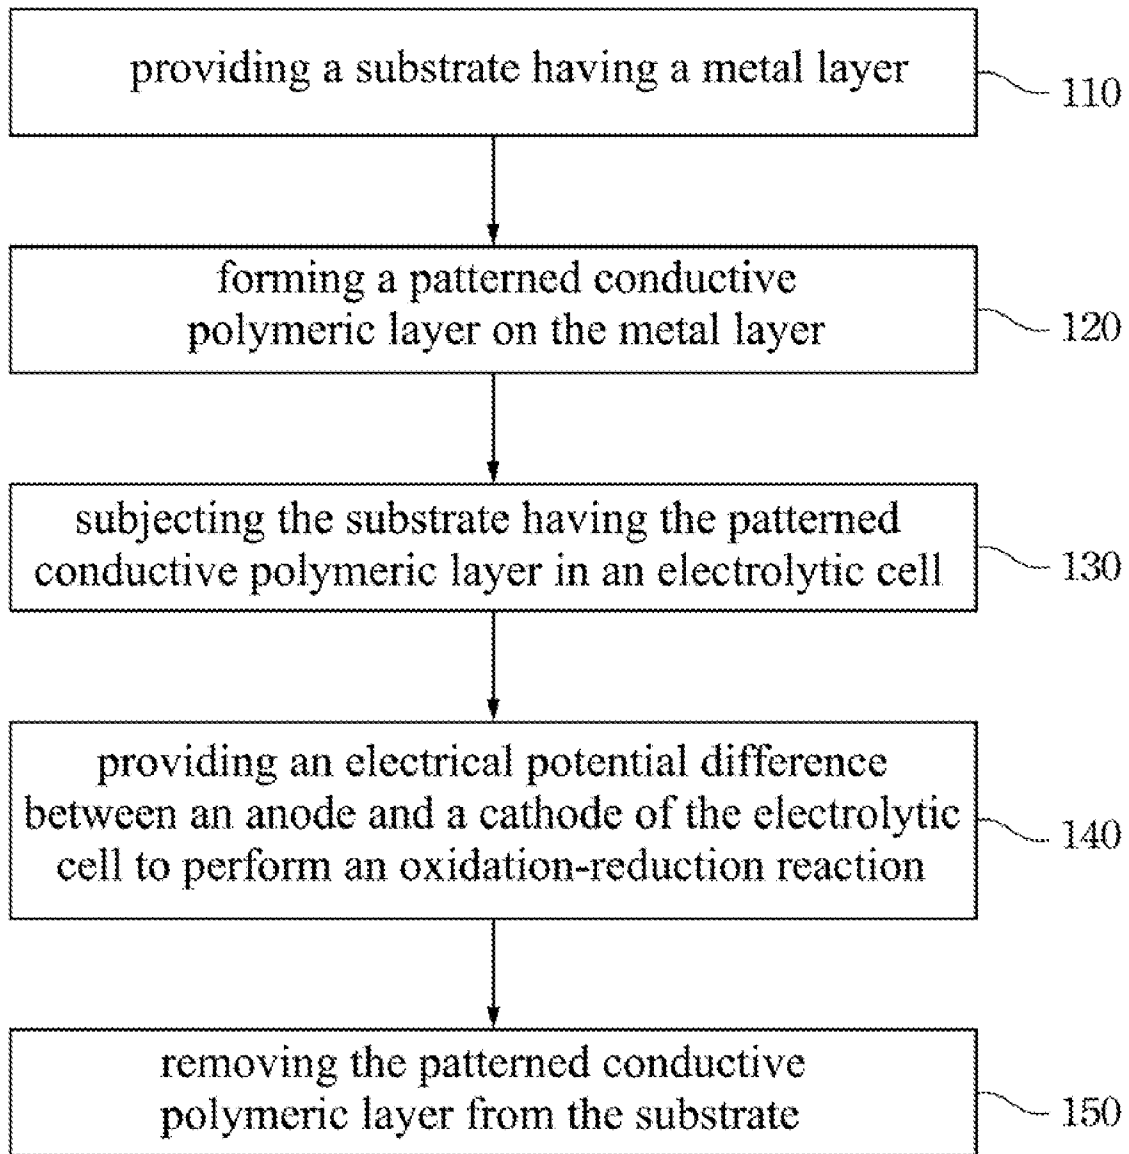 providing a substrate having a metal layer
110
forming a patterned conductive
polymeric layer on the metal layer
120
subjecting the substrate having the patterned
conductive polymeric layer in an electrolytic cell
130
providing an electrical potential difference
between an anode and a cathode of the electrolytic
cell to perform an oxidation-reduction reaction
140
removing the patterned conductive
polymeric layer from the substrate
150